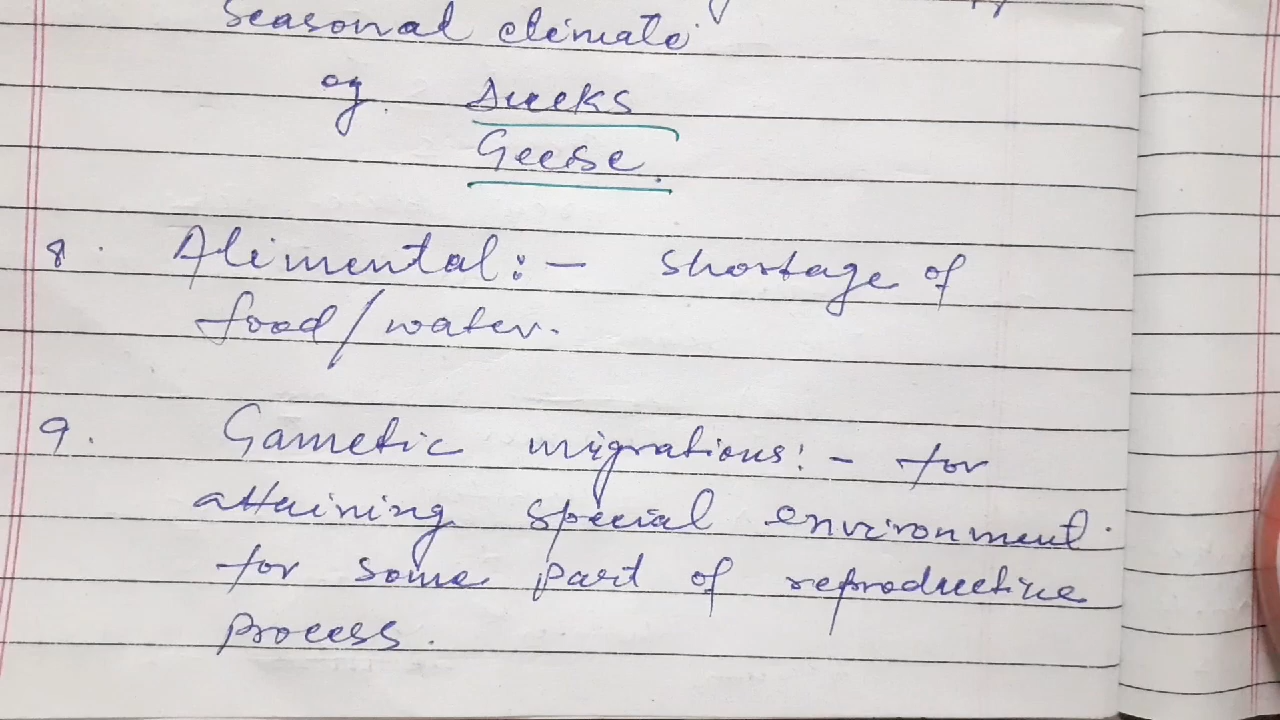 seasonal climate
eg. Ducks
Geese.
8. Alimental :- shortage of
food/water.
9. Gametic migrations :- for
attaining special environment
for some part of reproductive
process.